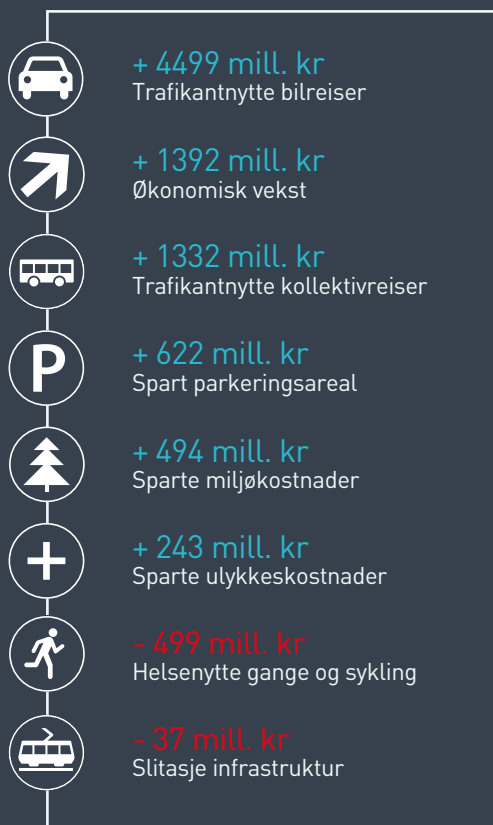 + 4499 mill. kr
Trafikantnytte bilreiser
+ 1392 mill. kr
Økonomisk vekst
+ 1332 mill. kr
Trafikantnytte kollektivreiser
P
+ 622 mill. kr
Spart parkeringsareal
+ 494 mill. kr
Sparte miljøkostnader
+ 243 mill. kr
Sparte ulykkeskostnader
- 499 mill. kr
Helsenytte gange og sykling
- 37 mill. kr
Slitasje infrastruktur